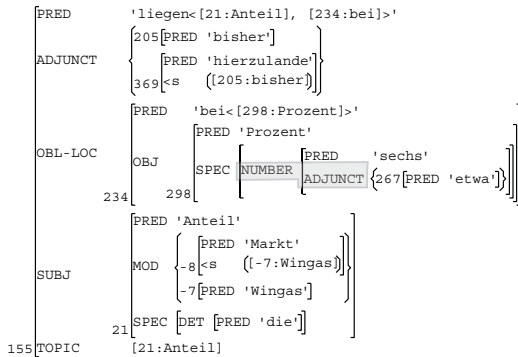 PRED 'liegen<[21:Anteil], [234:bei]>'
205 PRED 'bisher'
ADJUNCT
PRED 'hierzulande'
369 <s ([205:bisher])
PRED 'bei<[298:Prozent]>'
PRED 'Prozent'
OBL-LOC
OBJ
PRED 'sechs'
SPEC NUMBER
ADJUNCT 267 PRED 'etwa'
234 298
PRED 'Anteil'
PRED 'Markt'
MOD -8 <s ([-7:Wingas])
SUBJ
-7 PRED 'Wingas'
21 SPEC DET PRED 'die'
155 TOPIC [21:Anteil]